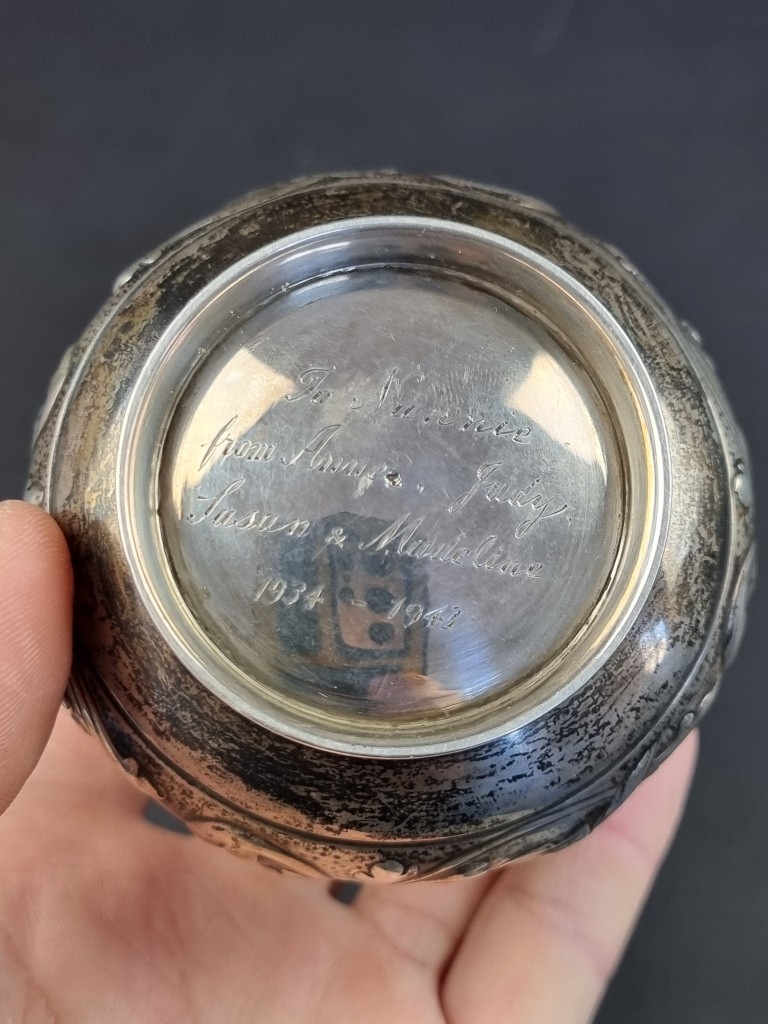 To Nannie
from Anne, Judy,
Susan & Madeline
1934 - 1942